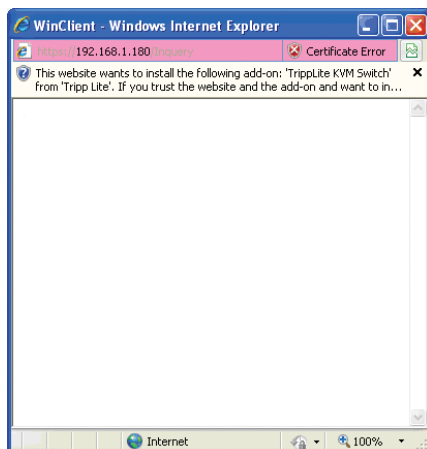 WinClient - Windows Internet Explorer
https://192.168.1.180/Inquery
Certificate Error
This website wants to install the following add-on: 'TrippLite KVM Switch'
from 'Tripp Lite'. If you trust the website and the add-on and want to in...
Internet
100%